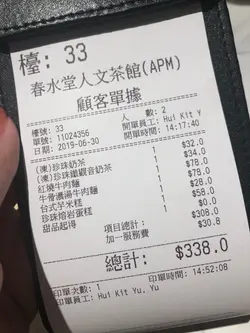 檯: 33
春水堂人文茶館(APM)
顧客單據
檯號: 33 人 數: 2
單號: 11024356 開單員工: Hui Kit Y
日期: 2019-06-30 開單時間: 14:17:40
(凍)珍珠奶茶 1 $32.0
(凍)珍珠鐵觀音奶茶 1 $34.0
紅燒牛肉麵 1 $78.0
牛骨濃湯牛肉麵 1 $78.0
台式芋米糕 1 $28.0
珍珠熔岩蛋糕 1 $58.0
甜品起得 1 $0.0
項目總計: $308.0
加一服務費 $30.8
總計: $338.0
印單次數: 1 印單時間: 14:52:08
印單員工: Hui Kit Yu, Yu